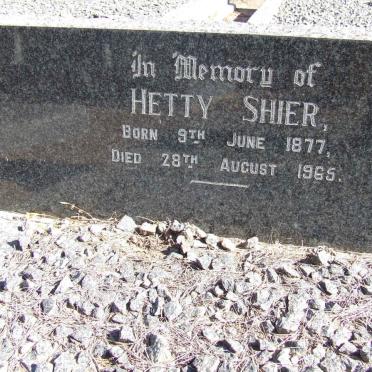 In Memory of
HETTY SHIER,
BORN 9TH JUNE 1877,
DIED 28TH AUGUST 1965.